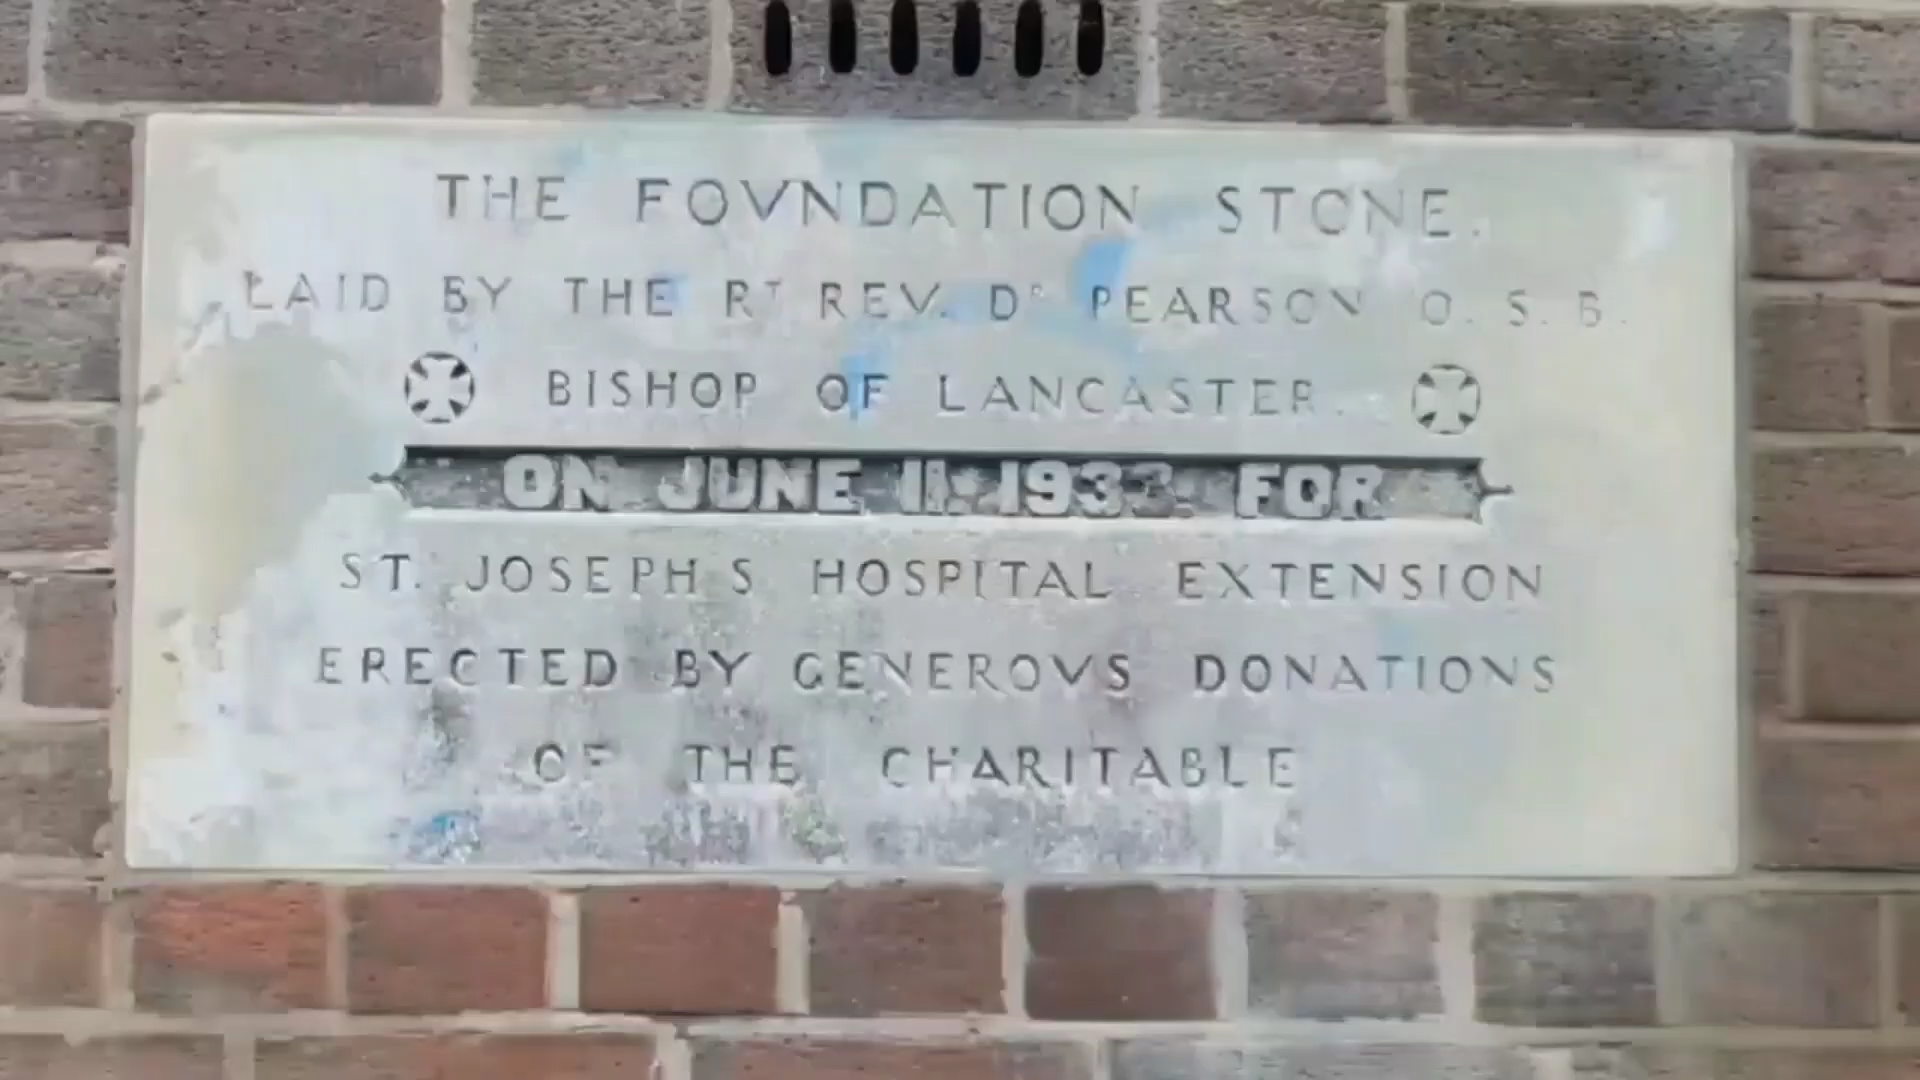 THE FOVNDATION STONE.
LAID BY THE RT REV. DR PEARSON O. S. B.
BISHOP OF LANCASTER.
ON JUNE 11. 1933. FOR
ST. JOSEPH S HOSPITAL EXTENSION
ERECTED BY GENEROVS DONATIONS
OF THE CHARITABLE